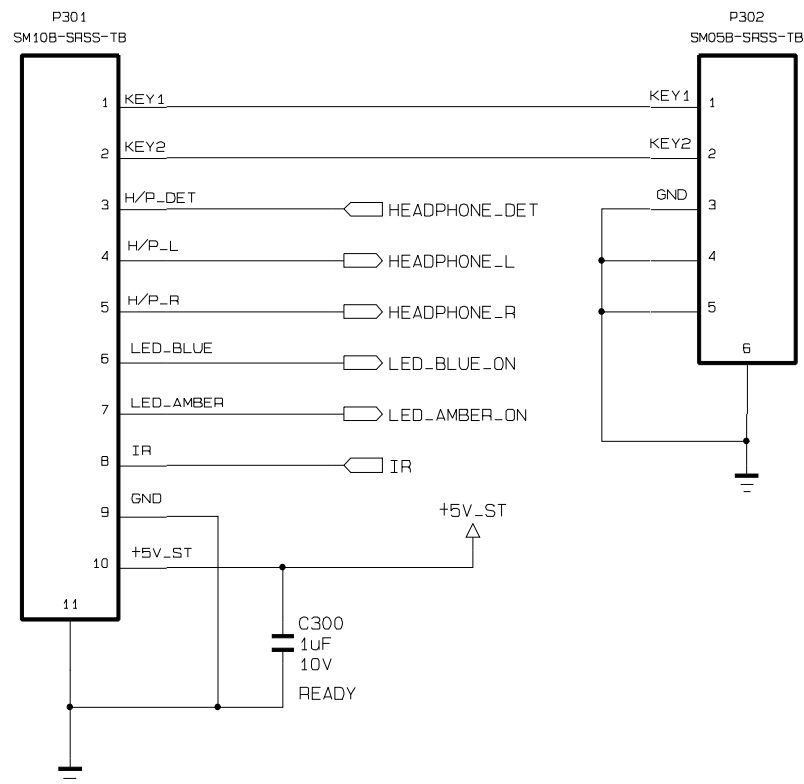 P301
SM10B-SRSS-TB
P302
SM05B-SRSS-TB
1
KEY1
KEY1
1
2
KEY2
KEY2
2
3
H/P_DET
HEADPHONE_DET
GND
3
4
H/P_L
HEADPHONE_L
4
5
H/P_R
HEADPHONE_R
5
6
LED_BLUE
LED_BLUE_ON
6
7
LED_AMBER
LED_AMBER_ON
8
IR
IR
9
GND
+5V_ST
10
+5V_ST
11
C300
1uF
10V
READY